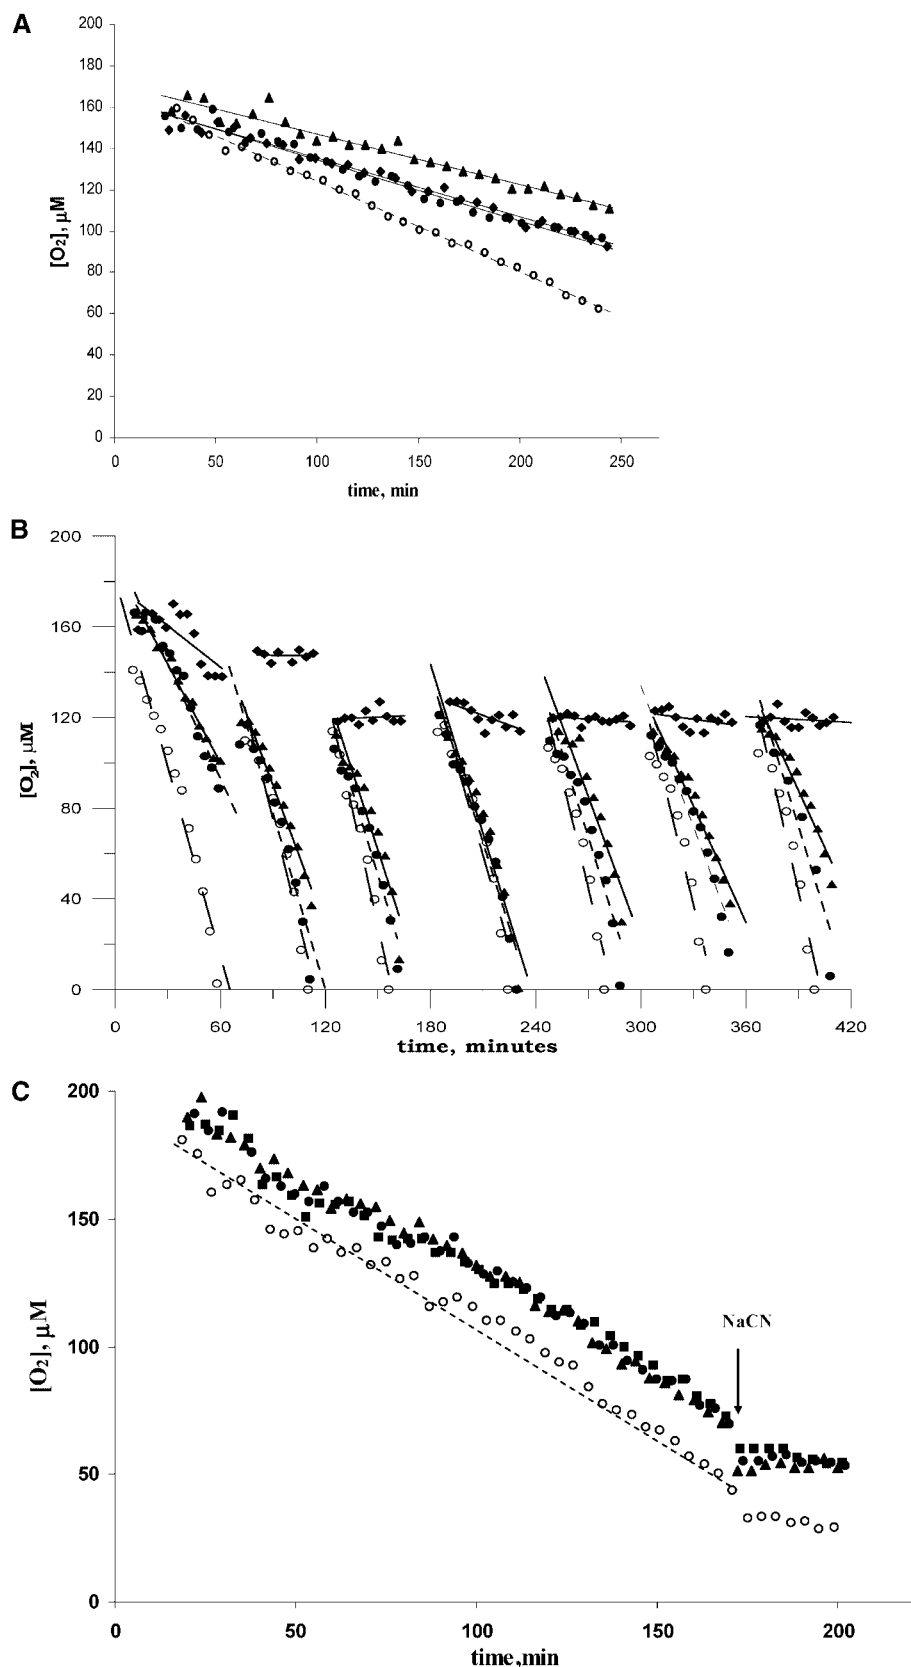 A
200
180
160
140
120
100
80
60
40
20
0
[O2], μM
0 50 100 150 200 250
time, min
B
200
160
120
80
40
0
[O2], μM
0 60 120 180 240 300 360 420
time, minutes
C
200
150
100
50
0
[O2], μM
NaCN
0 50 100 150 200
time,min